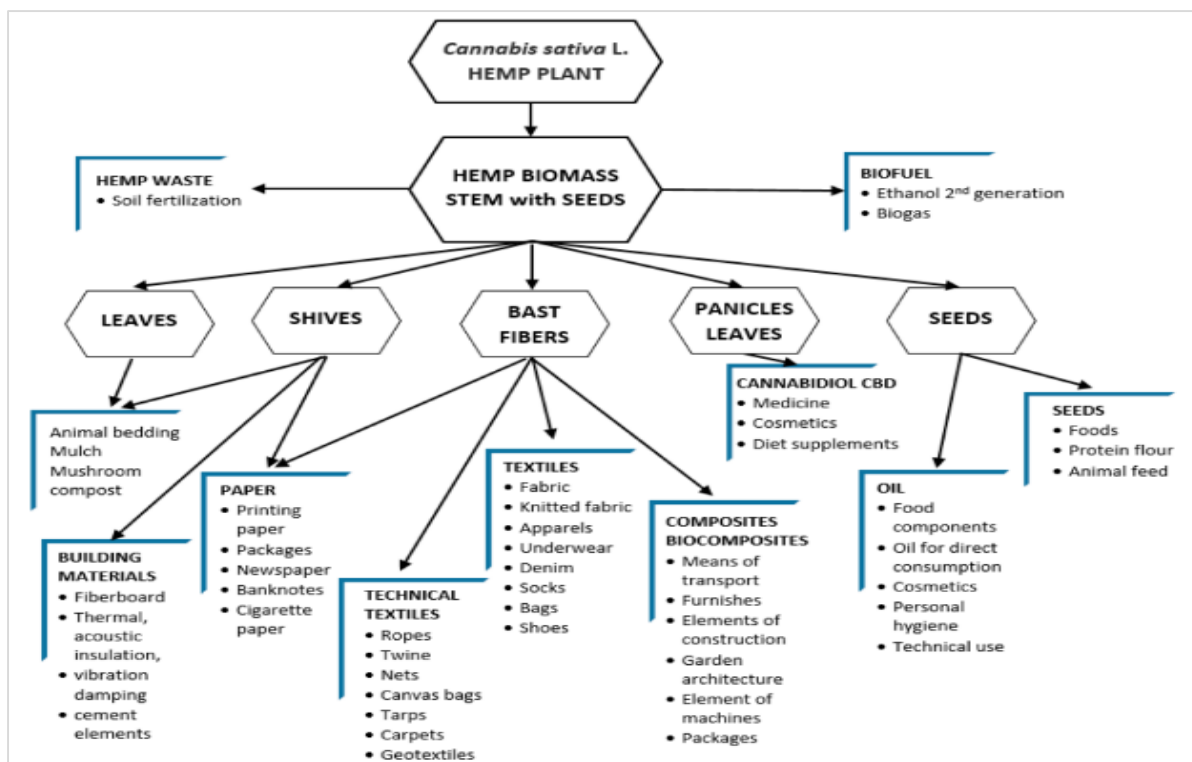 Cannabis sativa L.
HEMP PLANT
HEMP BIOMASS
STEM with SEEDS
HEMP WASTE
• Soil fertilization
BIOFUEL
• Ethanol 2nd generation
• Biogas
LEAVES
SHIVES
BAST
FIBERS
PANICLES
LEAVES
SEEDS
Animal bedding
Mulch
Mushroom
compost
BUILDING
MATERIALS
• Fiberboard
• Thermal,
acoustic
insulation,
• vibration
damping
• cement
elements
PAPER
• Printing
paper
• Packages
• Newspaper
• Banknotes
• Cigarette
paper
TECHNICAL
TEXTILES
• Ropes
• Twine
• Nets
• Canvas bags
• Tarps
• Carpets
• Geotextiles
TEXTILES
• Fabric
• Knitted fabric
• Apparels
• Underwear
• Denim
• Socks
• Bags
• Shoes
COMPOSITES
BIOCOMPOSITES
• Means of
transport
• Furnishes
• Elements of
construction
• Garden
architecture
• Element of
machines
• Packages
CANNABIDIOL CBD
• Medicine
• Cosmetics
• Diet supplements
OIL
• Food
components
• Oil for direct
consumption
• Cosmetics
• Personal
hygiene
• Technical use
SEEDS
• Foods
• Protein flour
• Animal feed